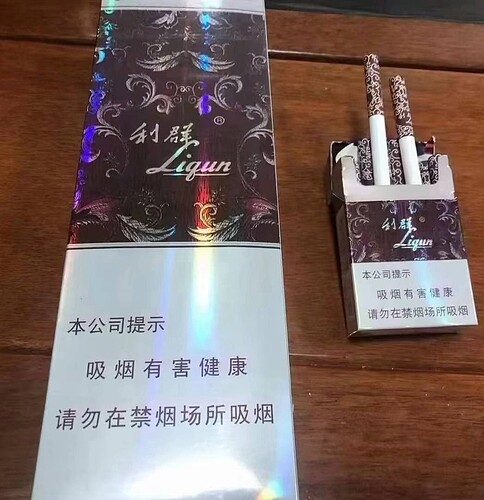 利群®
Liqun
本公司提示
吸烟有害健康
请勿在禁烟场所吸烟
利群
Liqun
本公司提示
吸烟有害健康
请勿在禁烟场所吸烟